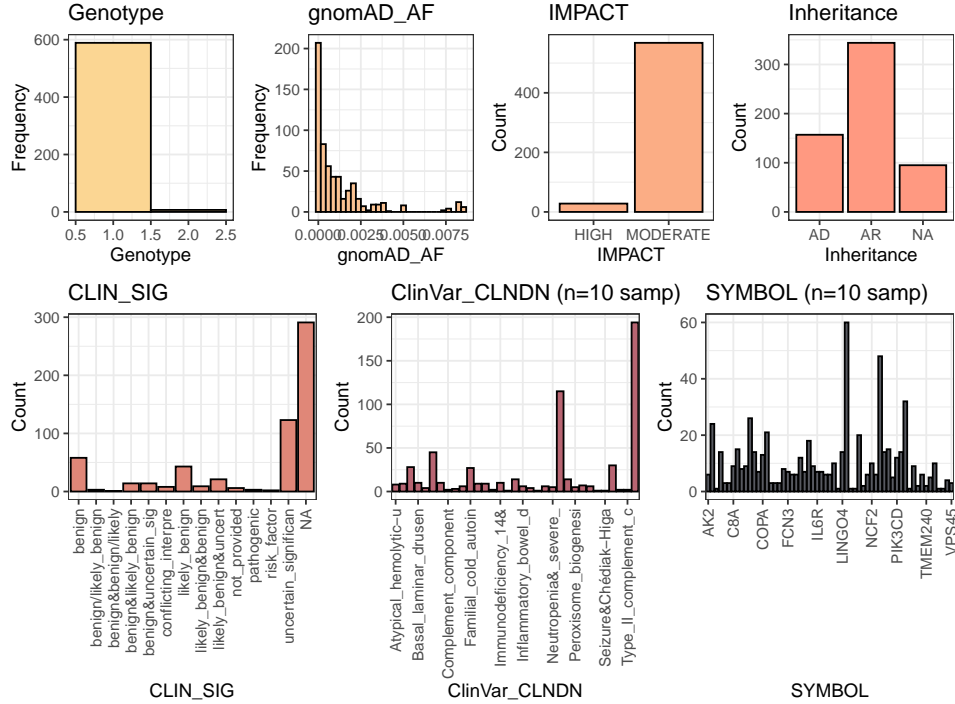 Genotype
gnomAD_AF
IMPACT
Inheritance
Frequency
600
400
200
0
0.5
1.0
1.5
2.0
2.5
Genotype
Frequency
200
150
100
50
0
0.0000
0.0025
0.0050
0.0075
gnomAD_AF
Count
400
200
0
HIGH
MODERATE
IMPACT
Count
300
200
100
0
AD
AR
NA
Inheritance
CLIN_SIG
ClinVar_CLNDN (n=10 samp)
SYMBOL (n=10 samp)
Count
300
200
100
0
benign
benign/likely_benign
benign&benign/likely
benign&likely_benign
benign&uncertain_sig
conflicting_interpre
likely_benign
likely_benign&benign
likely_benign&uncert
not_provided
pathogenic
risk_factor
uncertain_significan
NA
CLIN_SIG
Count
200
150
100
50
0
Atypical_hemolytic-u
Basal_laminar_drusen
Complement_component
Familial_cold_autoin
Immunodeficiency_14&
Inflammatory_bowel_d
Neutropenia&_severe_
Peroxisome_biogenesi
Seizure&Chédiak-Higa
Type_II_complement_c
ClinVar_CLNDN
Count
60
40
20
0
AK2
C8A
COPA
FCN3
IL6R
LINGO4
NCF2
PIK3CD
TMEM240
VPS45
SYMBOL